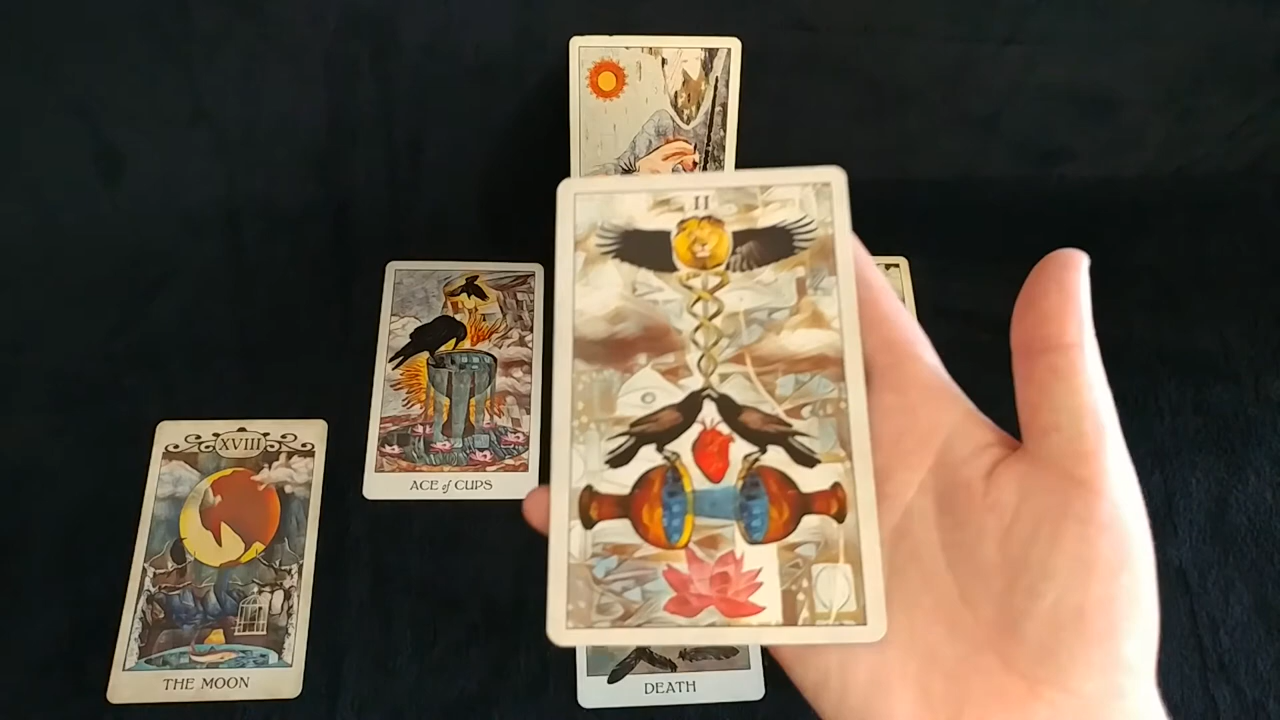 II
ACE of CUPS
XVIII
THE MOON
DEATH